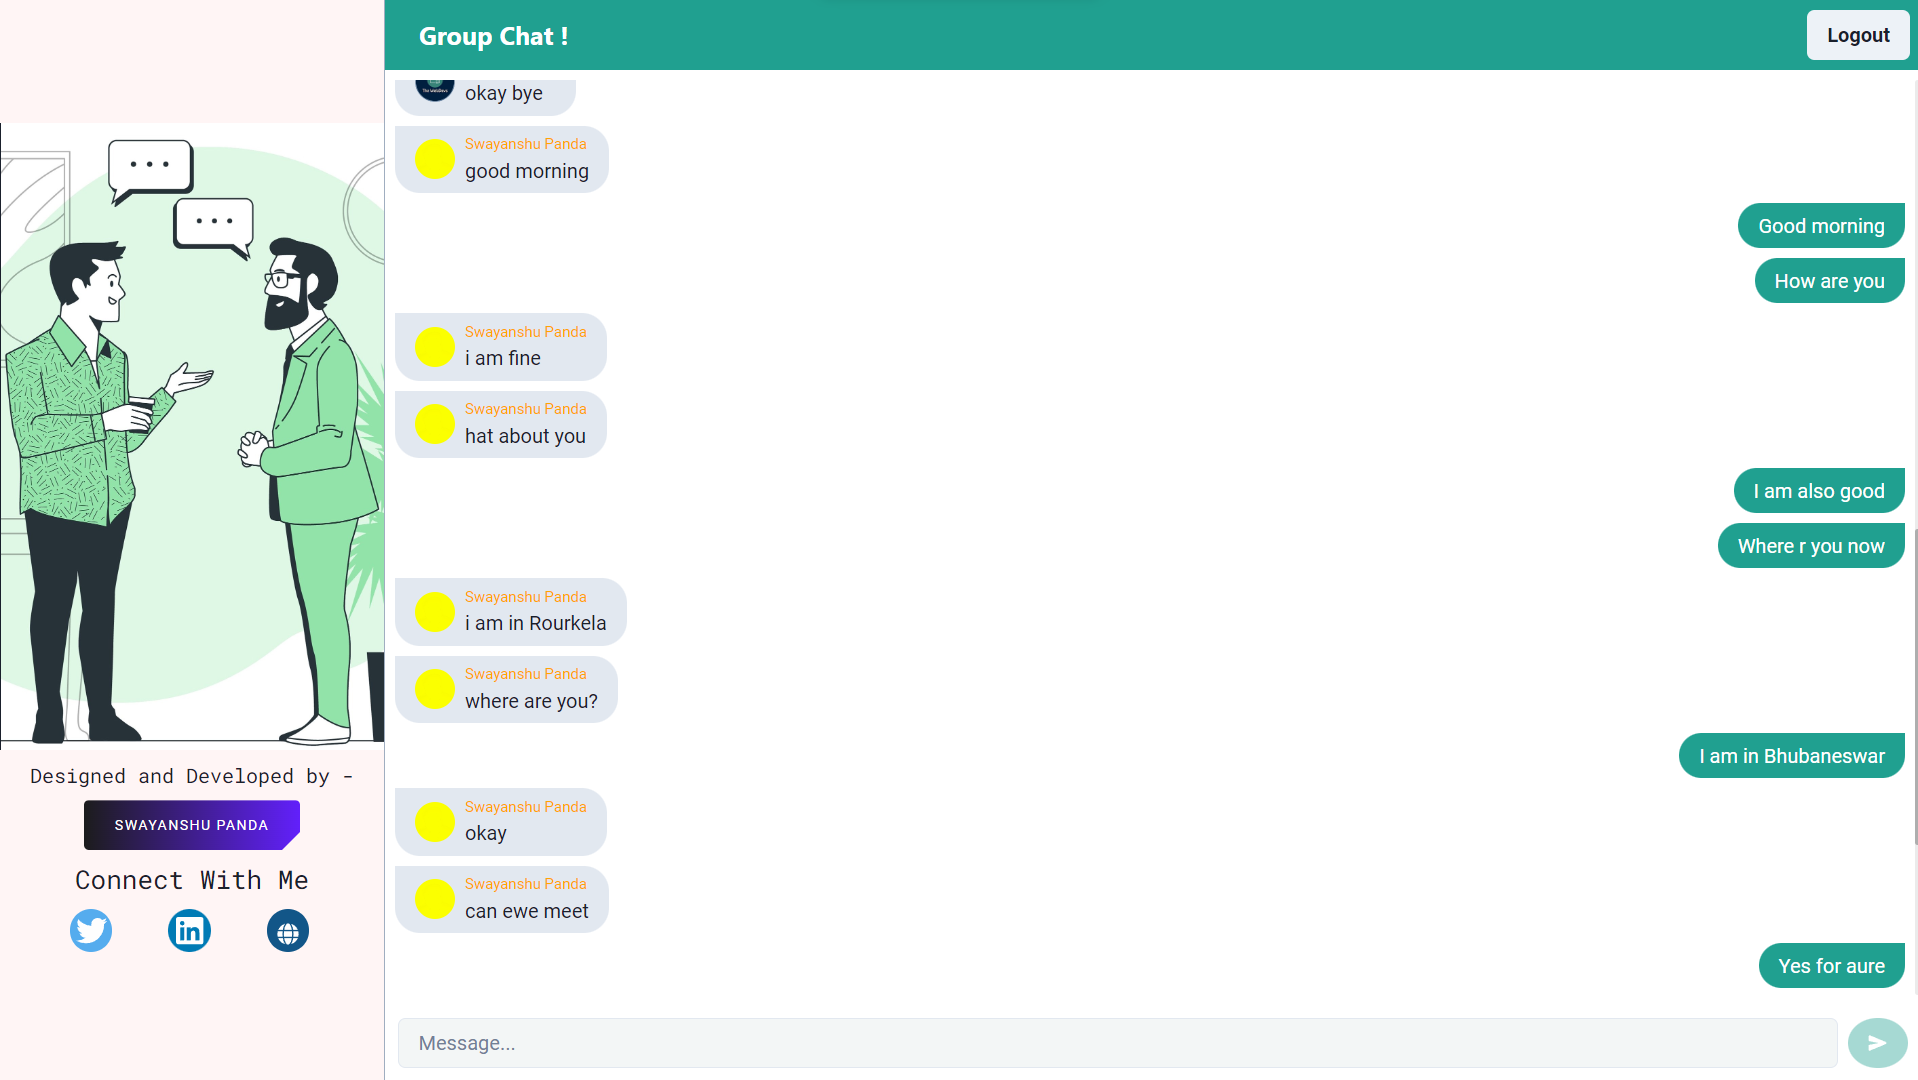 Group Chat !
Logout
okay bye
Swayanshu Panda
good morning
Good morning
How are you
Swayanshu Panda
i am fine
Swayanshu Panda
hat about you
I am also good
Where r you now
Swayanshu Panda
i am in Rourkela
Swayanshu Panda
where are you?
I am in Bhubaneswar
Swayanshu Panda
okay
Swayanshu Panda
can ewe meet
Yes for aure
Message...
Designed and Developed by -
SWAYANSHU PANDA
Connect With Me
in